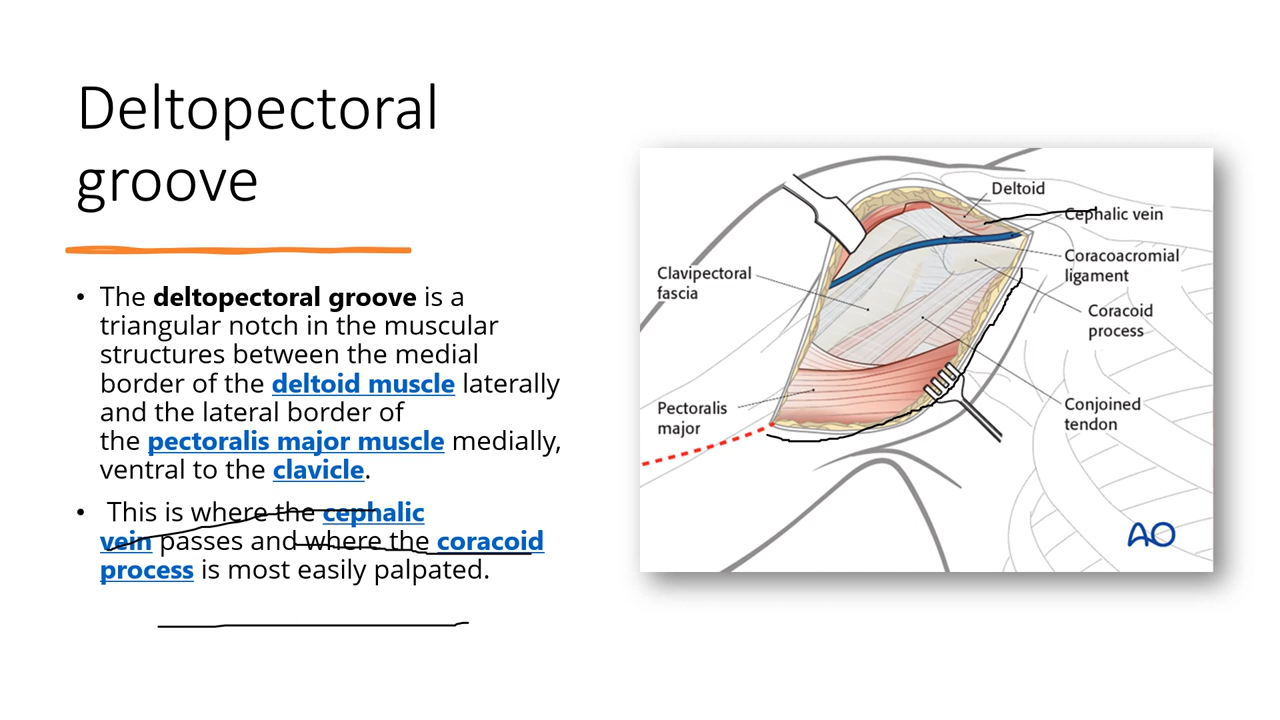 Deltopectoral
groove
• The deltopectoral groove is a
triangular notch in the muscular
structures between the medial
border of the deltoid muscle laterally
and the lateral border of
the pectoralis major muscle medially,
ventral to the clavicle.
• This is where the cephalic
vein passes and where the coracoid
process is most easily palpated.
Deltoid
Cephalic vein
Coracoacromial
ligament
Coracoid
process
Clavipectoral
fascia
Pectoralis
major
Conjoined
tendon
AO